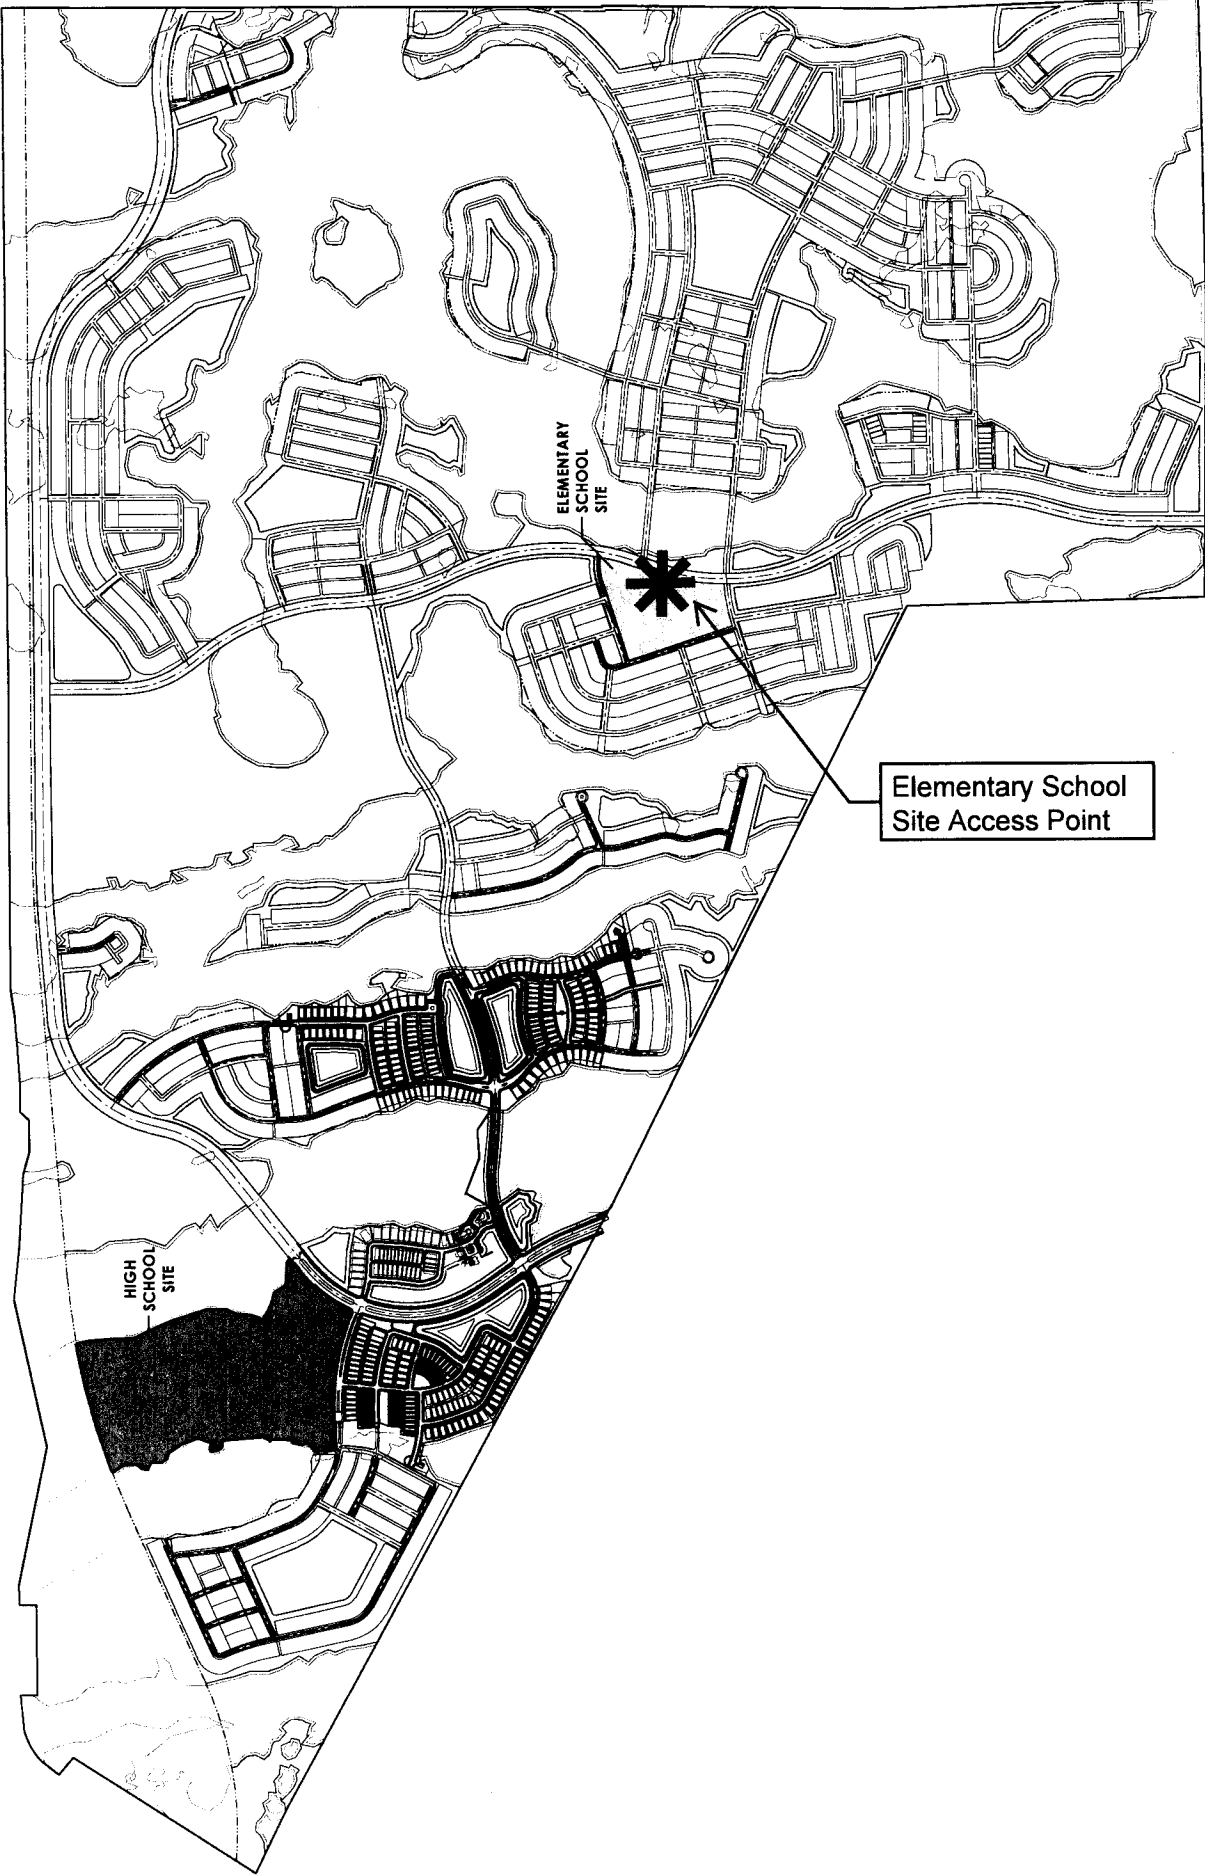 ELEMENTARY
SCHOOL
SITE
Elementary School
Site Access Point
HIGH
SCHOOL
SITE